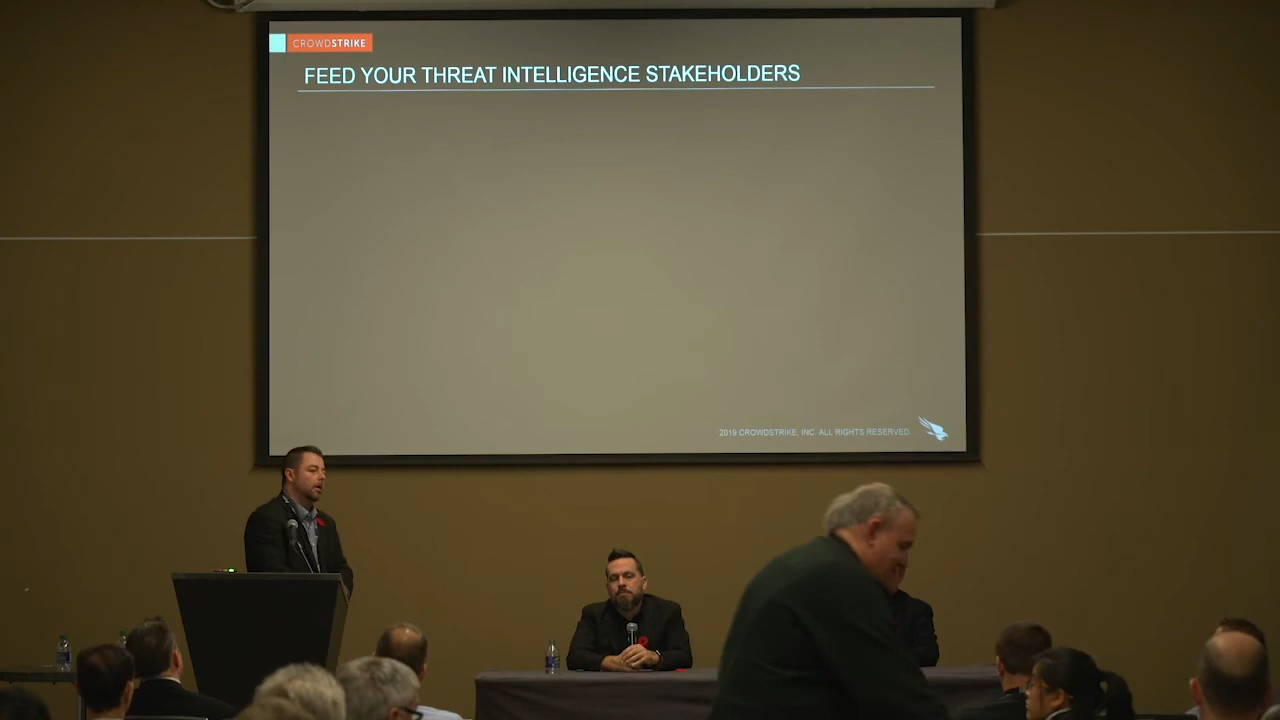 CROWDSTRIKE
FEED YOUR THREAT INTELLIGENCE STAKEHOLDERS
2019 CROWDSTRIKE, INC. ALL RIGHTS RESERVED.